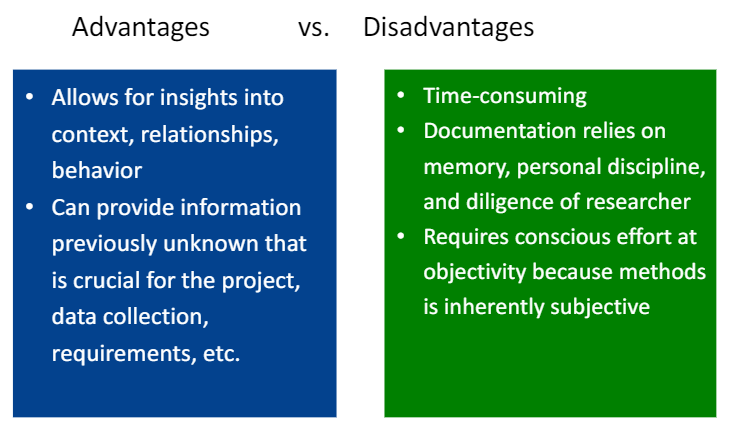 Advantages vs. Disadvantages
• Allows for insights into
context, relationships,
behavior
• Can provide information
previously unknown that
is crucial for the project,
data collection,
requirements, etc.
• Time-consuming
• Documentation relies on
memory, personal discipline,
and diligence of researcher
• Requires conscious effort at
objectivity because methods
is inherently subjective